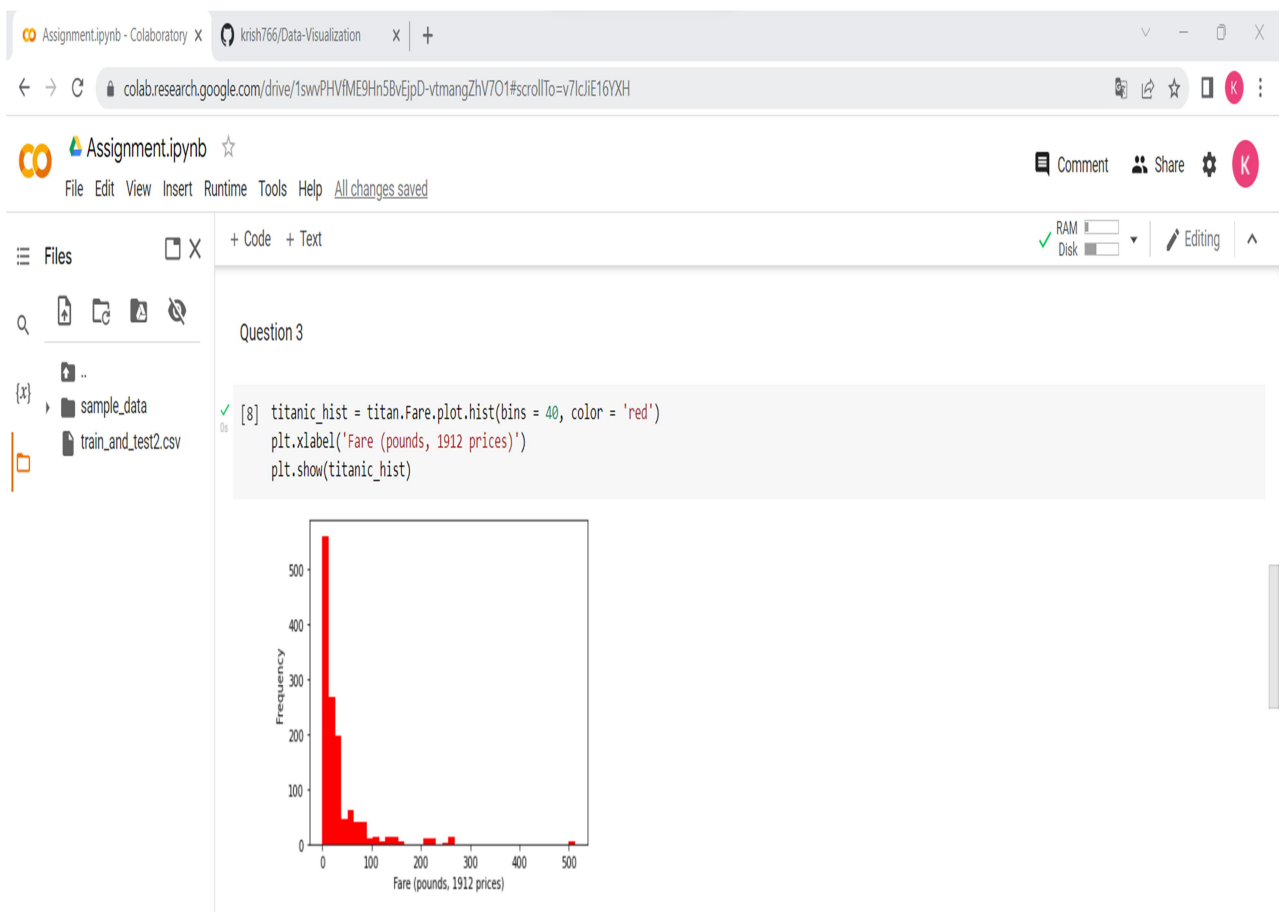 Assignment.ipynb - Colaboratory
krish766/Data-Visualization
colab.research.google.com/drive/1swvPHVfME9Hn5BvEjpD-vtmangZhV7O1#scrollTo=v7IcJiE16YXH
K
CO Assignment.ipynb
Comment Share K
File Edit View Insert Runtime Tools Help All changes saved
Files
+ Code + Text
RAM
Disk
Editing
Question 3
..
{x}
sample_data
train_and_test2.csv
0s
[8] titanic_hist = titan.Fare.plot.hist(bins = 40, color = 'red')
plt.xlabel('Fare (pounds, 1912 prices)')
plt.show(titanic_hist)
500
400
300
200
100
0
Frequency
0 100 200 300 400 500
Fare (pounds, 1912 prices)